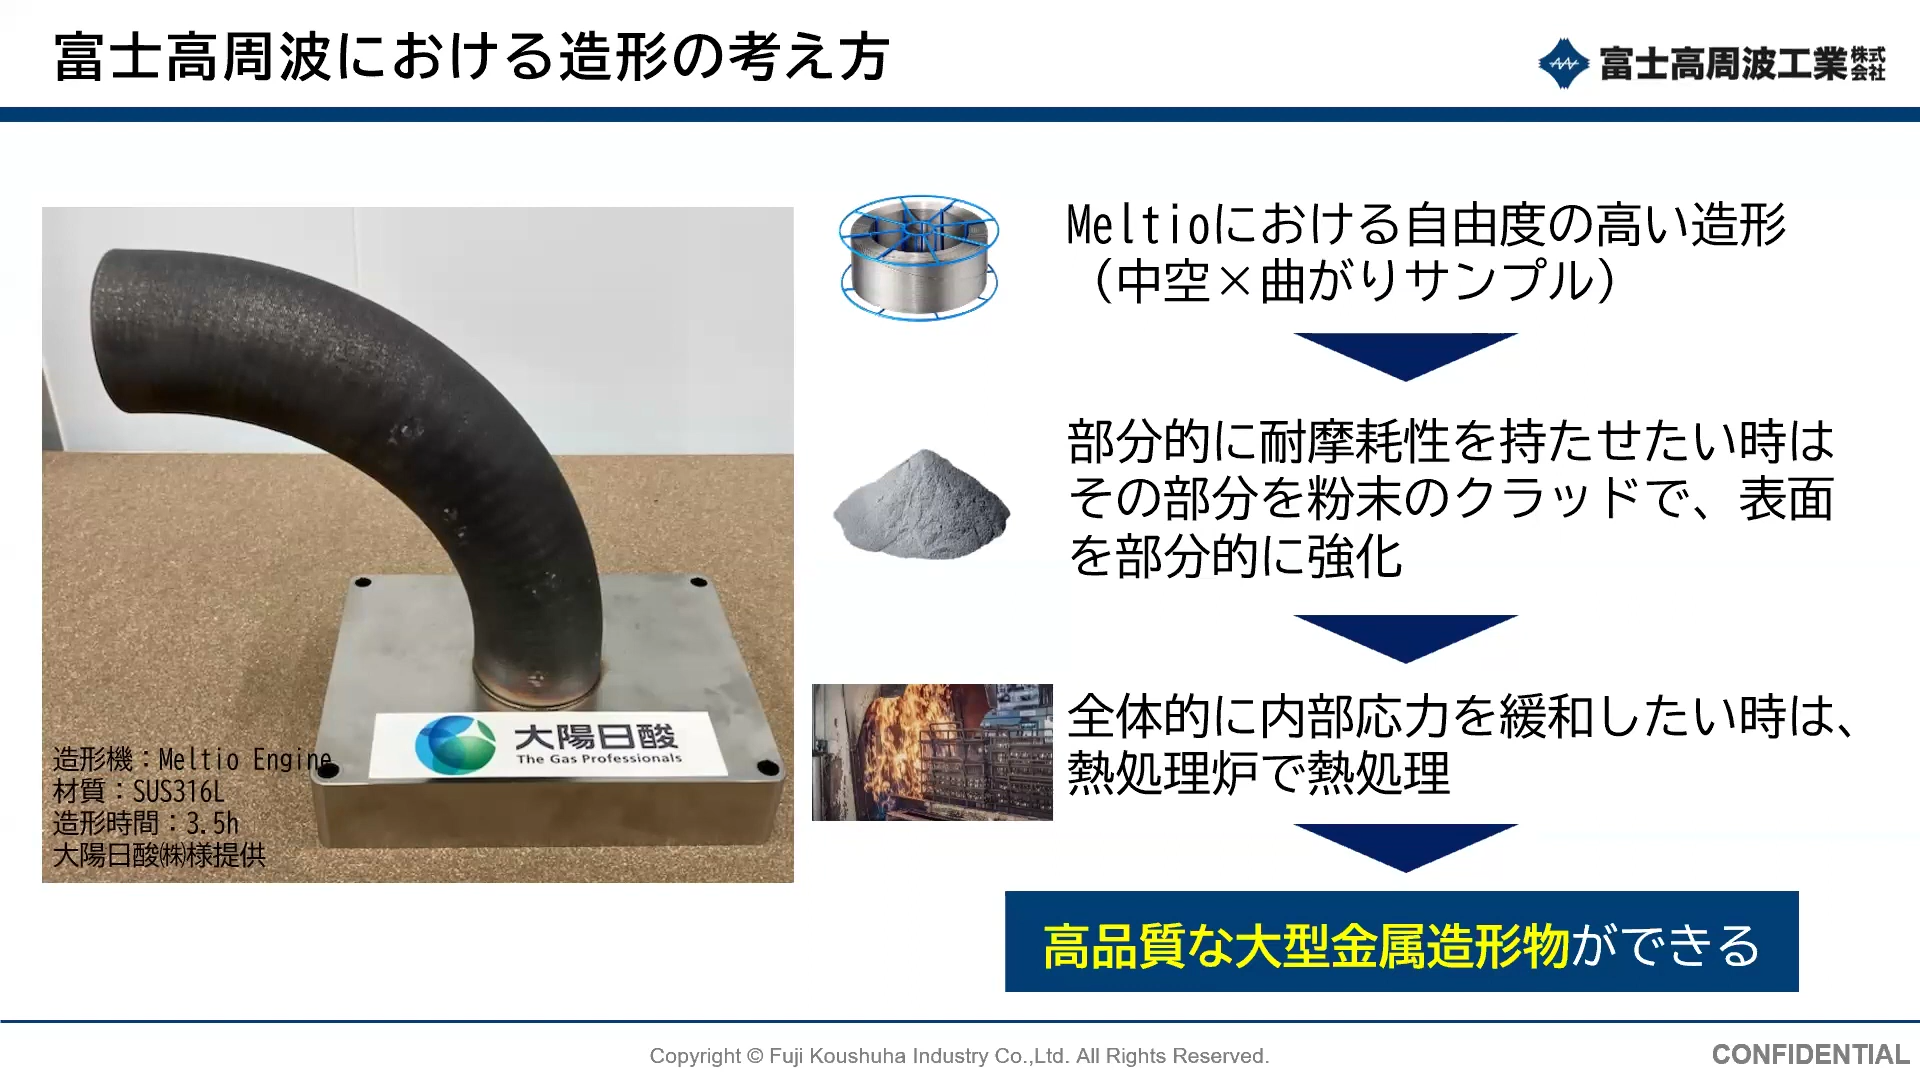 富士高周波における造形の考え方
富士高周波工業株式会社
Meltioにおける自由度の高い造形
（中空×曲がりサンプル）
部分的に耐摩耗性を持たせたい時は
その部分を粉末のクラッドで、表面
を部分的に強化
全体的に内部応力を緩和したい時は、
熱処理炉で熱処理
高品質な大型金属造形物ができる
大陽日酸
The Gas Professionals
造形機：Meltio Engine
材質：SUS316L
造形時間：3.5h
大陽日酸㈱様提供
Copyright © Fuji Koushuha Industry Co.,Ltd. All Rights Reserved.
CONFIDENTIAL